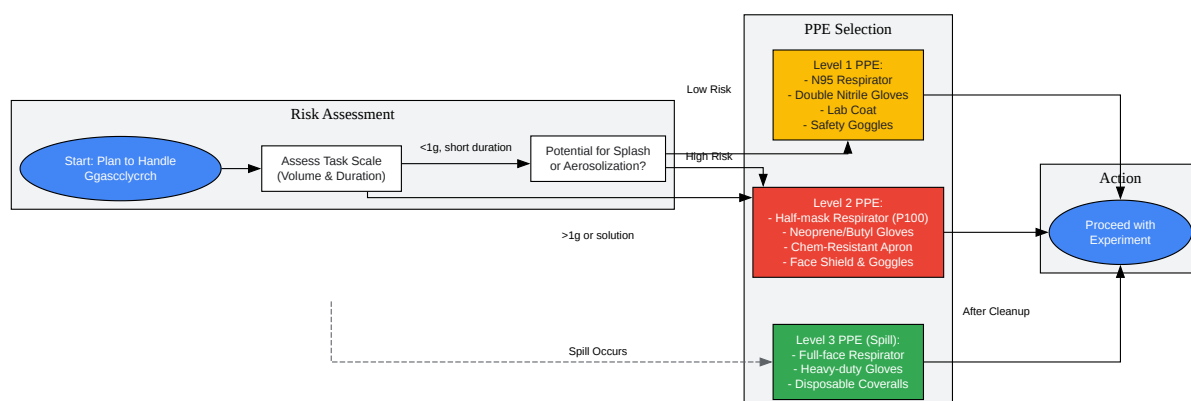 Risk Assessment
Start: Plan to Handle
Ggascclycrch
Assess Task Scale
(Volume & Duration)
<1g, short duration
Potential for Splash
or Aerosolization?
Low Risk
High Risk
>1g or solution
Spill Occurs
PPE Selection
Level 1 PPE:
- N95 Respirator
- Double Nitrile Gloves
- Lab Coat
- Safety Goggles
Level 2 PPE:
- Half-mask Respirator (P100)
- Neoprene/Butyl Gloves
- Chem-Resistant Apron
- Face Shield & Goggles
Level 3 PPE (Spill):
- Full-face Respirator
- Heavy-duty Gloves
- Disposable Coveralls
After Cleanup
Action
Proceed with
Experiment